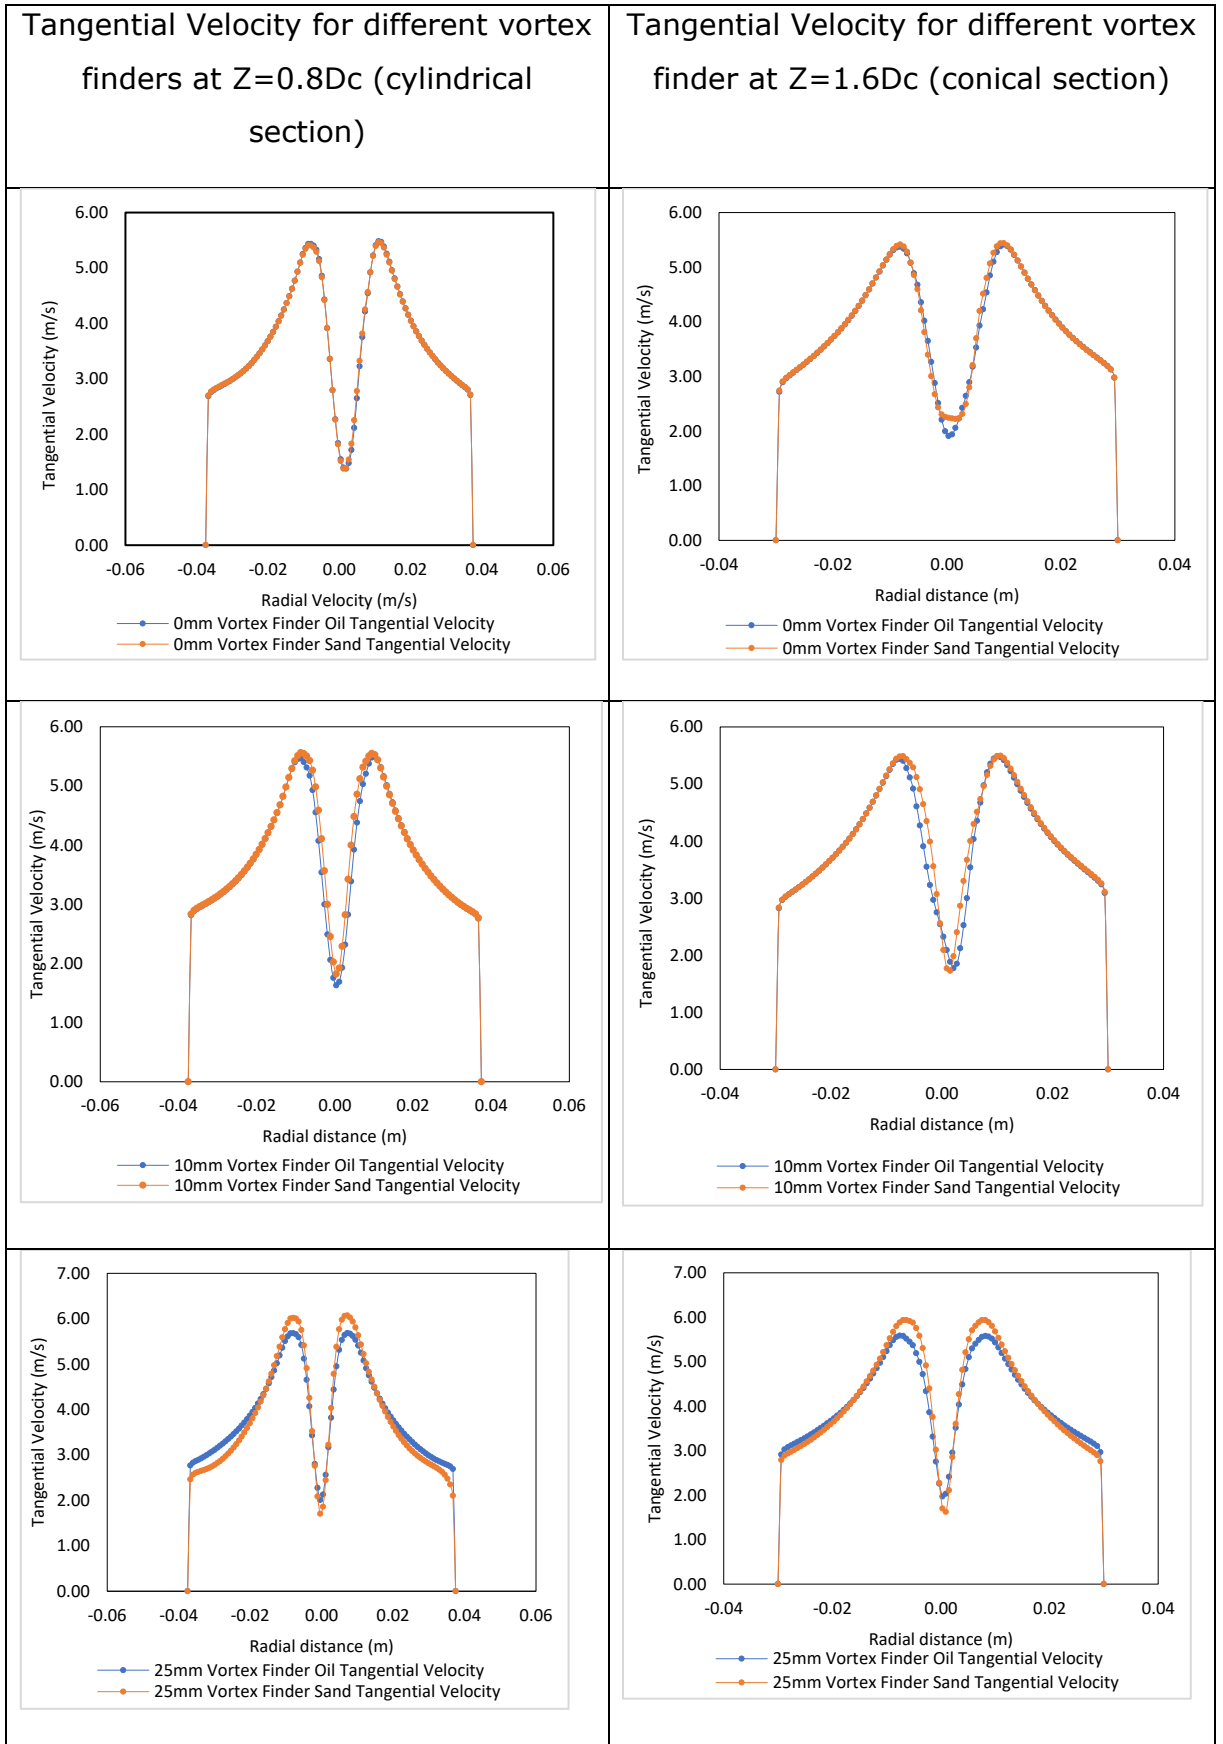 Tangential Velocity for different vortex
finders at Z=0.8Dc (cylindrical
section)
Tangential Velocity for different vortex
finder at Z=1.6Dc (conical section)
6.00
5.00
4.00
3.00
2.00
1.00
0.00
Tangential Velocity (m/s)
-0.06 -0.04 -0.02 0.00 0.02 0.04 0.06
Radial Velocity (m/s)
0mm Vortex Finder Oil Tangential Velocity
0mm Vortex Finder Sand Tangential Velocity
6.00
5.00
4.00
3.00
2.00
1.00
0.00
Tangential Velocity (m/s)
-0.04 -0.02 0.00 0.02 0.04
Radial distance (m)
0mm Vortex Finder Oil Tangential Velocity
0mm Vortex Finder Sand Tangential Velocity
6.00
5.00
4.00
3.00
2.00
1.00
0.00
Tangential Velocity (m/s)
-0.06 -0.04 -0.02 0.00 0.02 0.04 0.06
Radial distance (m)
10mm Vortex Finder Oil Tangential Velocity
10mm Vortex Finder Sand Tangential Velocity
6.00
5.00
4.00
3.00
2.00
1.00
0.00
Tangential Velocity (m/s)
-0.04 -0.02 0.00 0.02 0.04
Radial distance (m)
10mm Vortex Finder Oil Tangential Velocity
10mm Vortex Finder Sand Tangential Velocity
7.00
6.00
5.00
4.00
3.00
2.00
1.00
0.00
Tangential Velocity (m/s)
-0.06 -0.04 -0.02 0.00 0.02 0.04 0.06
Radial distance (m)
25mm Vortex Finder Oil Tangential Velocity
25mm Vortex Finder Sand Tangential Velocity
7.00
6.00
5.00
4.00
3.00
2.00
1.00
0.00
Tangential Velocity (m/s)
-0.04 -0.02 0.00 0.02 0.04
Radial distance (m)
25mm Vortex Finder Oil Tangential Velocity
25mm Vortex Finder Sand Tangential Velocity